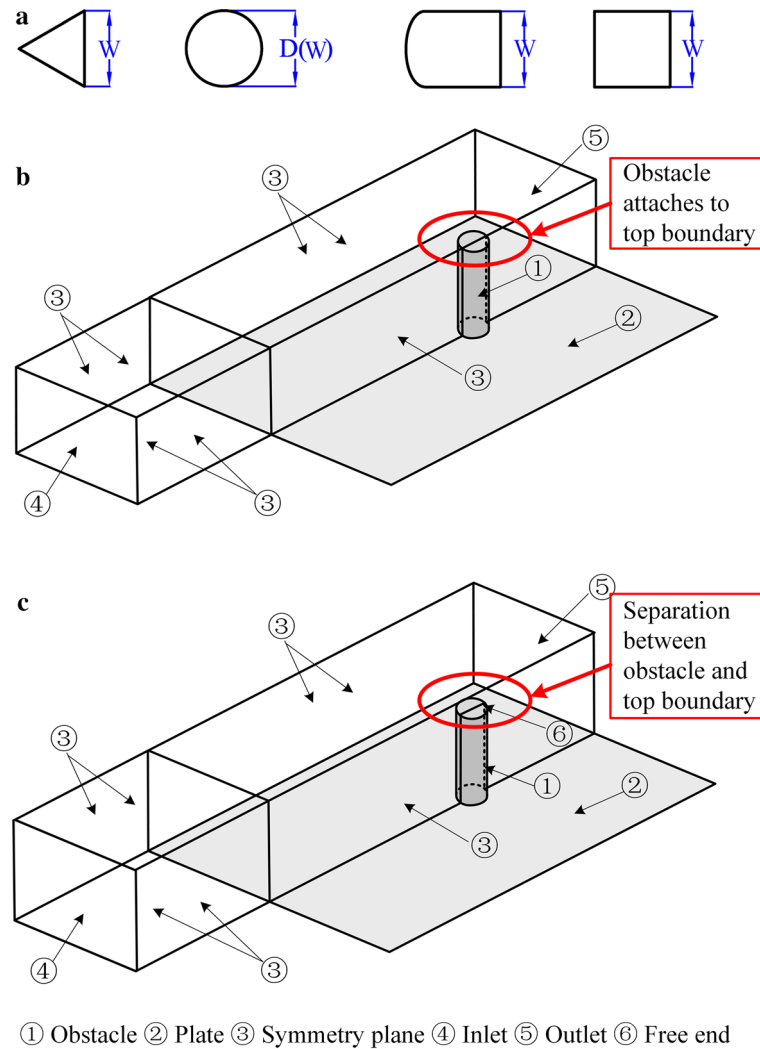 a
W
D(W)
W
W
b
③
⑤
Obstacle
attaches to
top boundary
③
①
②
③
④
③
c
③
⑤
Separation
between
obstacle and
top boundary
③
⑥
①
②
③
④
③
① Obstacle ② Plate ③ Symmetry plane ④ Inlet ⑤ Outlet ⑥ Free end